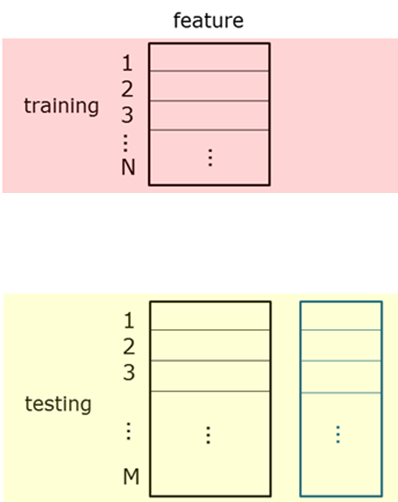 feature
training
1
2
3
⋮
N
⋮
testing
1
2
3
⋮
M
⋮
⋮